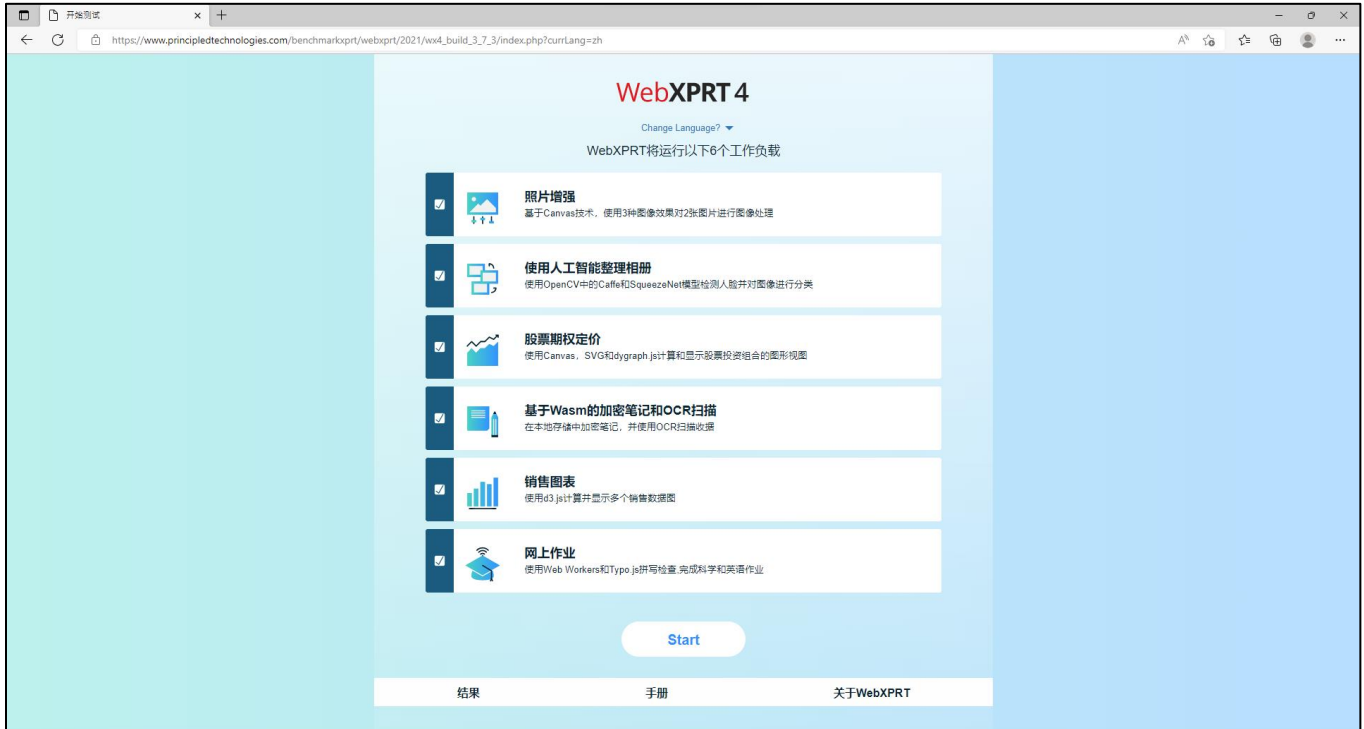 开始测试
https://www.principledtechnologies.com/benchmarkxprt/webxprt/2021/wx4_build_3_7_3/index.php?currLang=zh
WebXPRT 4
Change Language?
WebXPRT将运行以下6个工作负载
照片增强
基于Canvas技术，使用3种图像效果对2张图片进行图像处理
使用人工智能整理相册
使用OpenCV中的Caffe和SqueezeNet模型检测人脸并对图像进行分类
股票期权定价
使用Canvas，SVG和dygraph.js计算和显示股票投资组合的图形视图
基于Wasm的加密笔记和OCR扫描
在本地存储中加密笔记，并使用OCR扫描收据
销售图表
使用d3.js计算并显示多个销售数据图
网上作业
使用Web Workers和Typo.js拼写检查,完成科学和英语作业
Start
结果 手册 关于WebXPRT